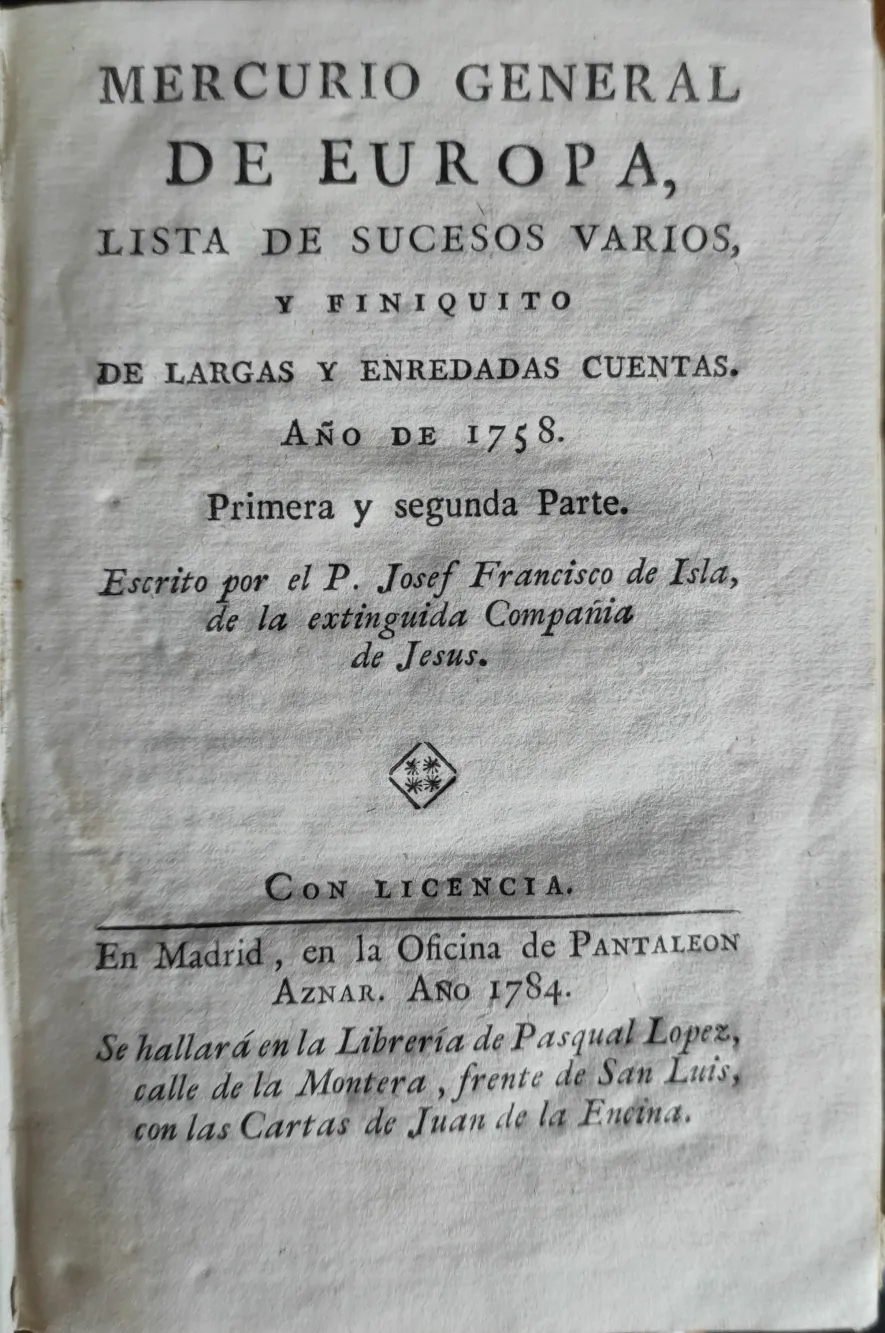 MERCURIO GENERAL
DE EUROPA,
LISTA DE SUCESOS VARIOS,
Y FINIQUITO
DE LARGAS Y ENREDADAS CUENTAS.
AÑO DE 1758.
Primera y segunda Parte.
Escrito por el P. Josef Francisco de Isla,
de la extinguida Compañia
de Jesus.
CON LICENCIA.
En Madrid, en la Oficina de PANTALEON
AZNAR. AÑO 1784.
Se hallará en la Librería de Pasqual Lopez,
calle de la Montera, frente de San Luis,
con las Cartas de Juan de la Encina.